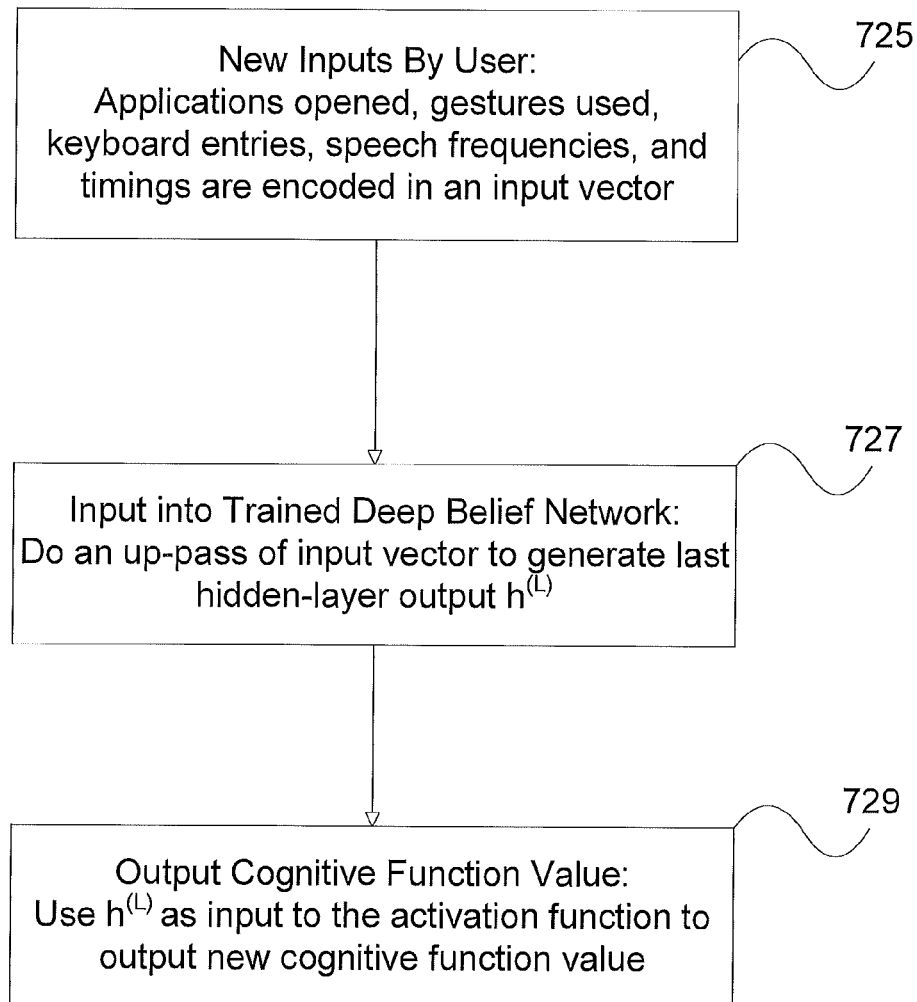 725
New Inputs By User:
Applications opened, gestures used,
keyboard entries, speech frequencies, and
timings are encoded in an input vector
727
Input into Trained Deep Belief Network:
Do an up-pass of input vector to generate last
hidden-layer output h^(L)
729
Output Cognitive Function Value:
Use h^(L) as input to the activation function to
output new cognitive function value